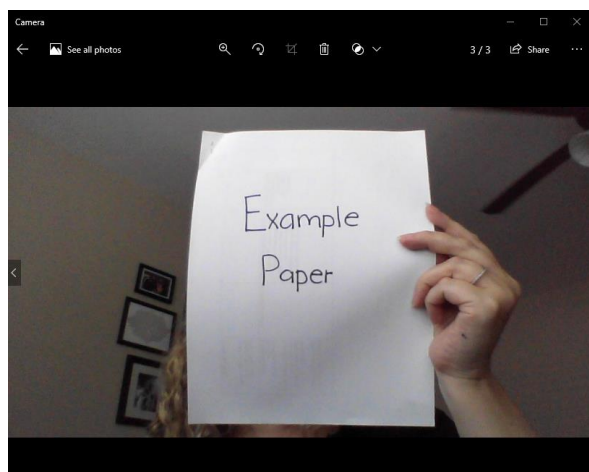 Camera
See all photos
3 / 3
Share
Example
Paper